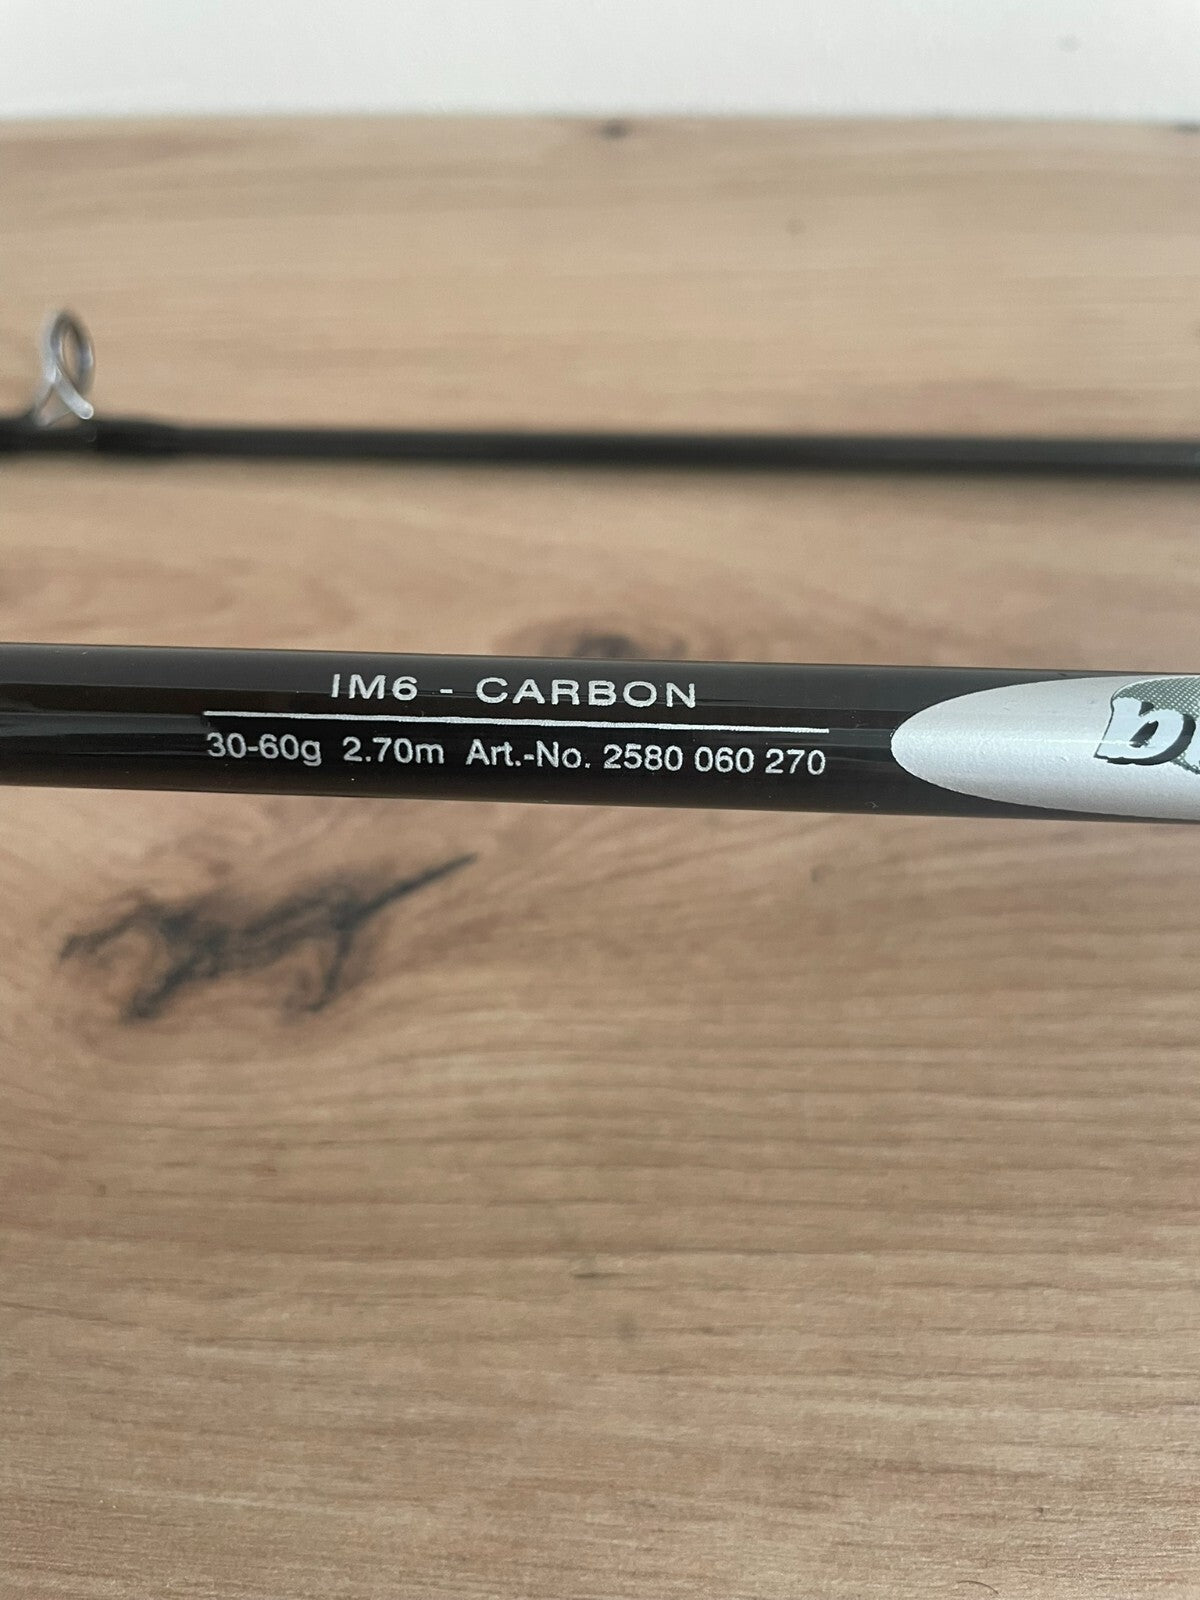 IM6 - CARBON
30-60g 2.70m Art.-No. 2580 060 270